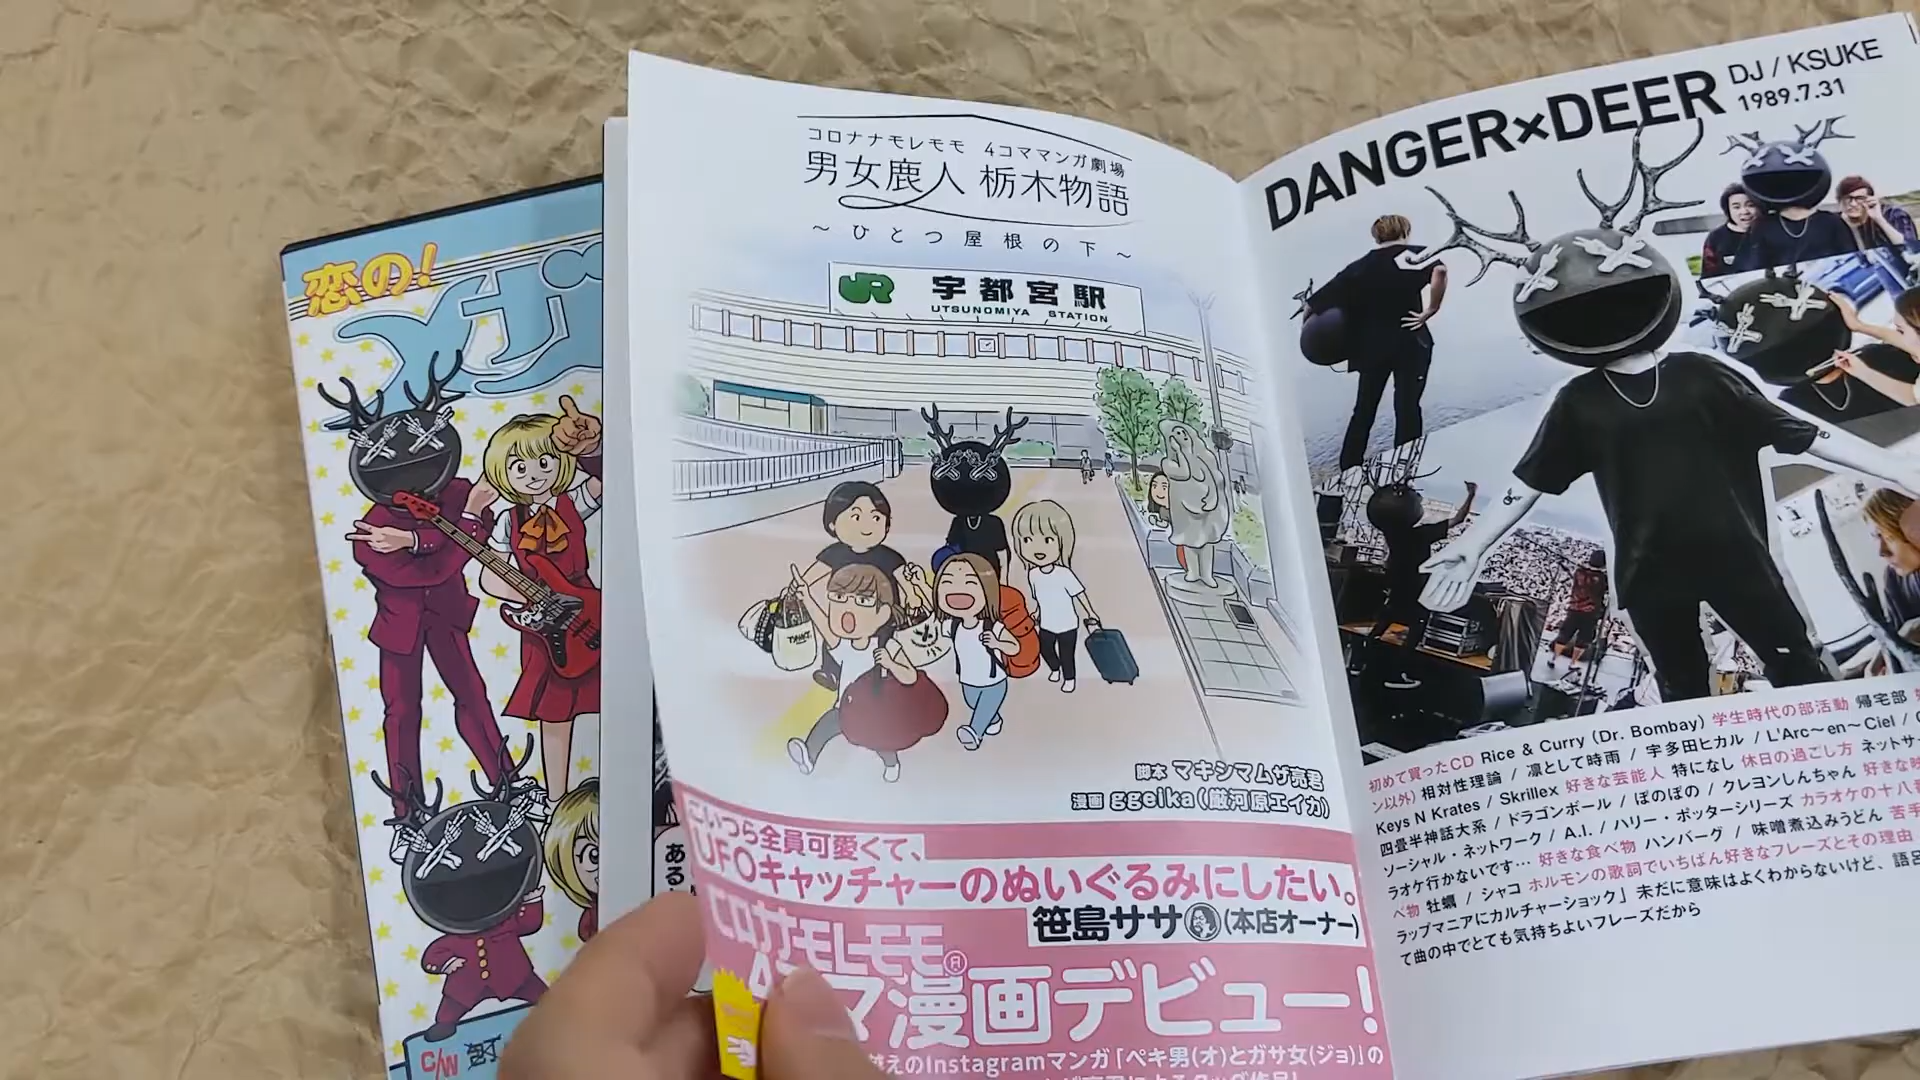 恋の!
コロナナモレモモ 4コママンガ劇場
男女鹿人 栃木物語
~ひとつ屋根の下~
JR 宇都宮駅
UTSUNOMIYA STATION
脚本 マキシマムザ亮君
漫画 ggeika(厳河原エイカ)
こいつら全員可愛くて、
UFOキャッチャーのぬいぐるみにしたい。
笹島ササ(本店オーナー)
コロナナモレモモ®
マ漫画デビュー!
えのInstagramマンガ「ペキ男(オ)とガサ女(ジョ)」の
ある
C/W
DANGER×DEER DJ / KSUKE
1989.7.31
初めて買ったCD Rice & Curry (Dr. Bombay) 学生時代の部活動 帰宅部
ン以外) 相対性理論 / 凛として時雨 / 宇多田ヒカル / L'Arc~en~Ciel /
Keys N Krates / Skrillex 好きな芸能人 特になし 休日の過ごし方 ネットサー
四畳半神話大系 / ドラゴンボール / ぼのぼの / クレヨンしんちゃん 好きな
ソーシャル・ネットワーク / A.I. / ハリー・ポッターシリーズ カラオケの十八番
ラオケ行かないです… 好きな食べ物 ハンバーグ / 味噌煮込みうどん 苦手
べ物 牡蠣 / シャコ ホルモンの歌詞でいちばん好きなフレーズとその理由
ラップマニアにカルチャーショック」 未だに意味はよくわからないけど、語呂
て曲の中でとても気持ちよいフレーズだから